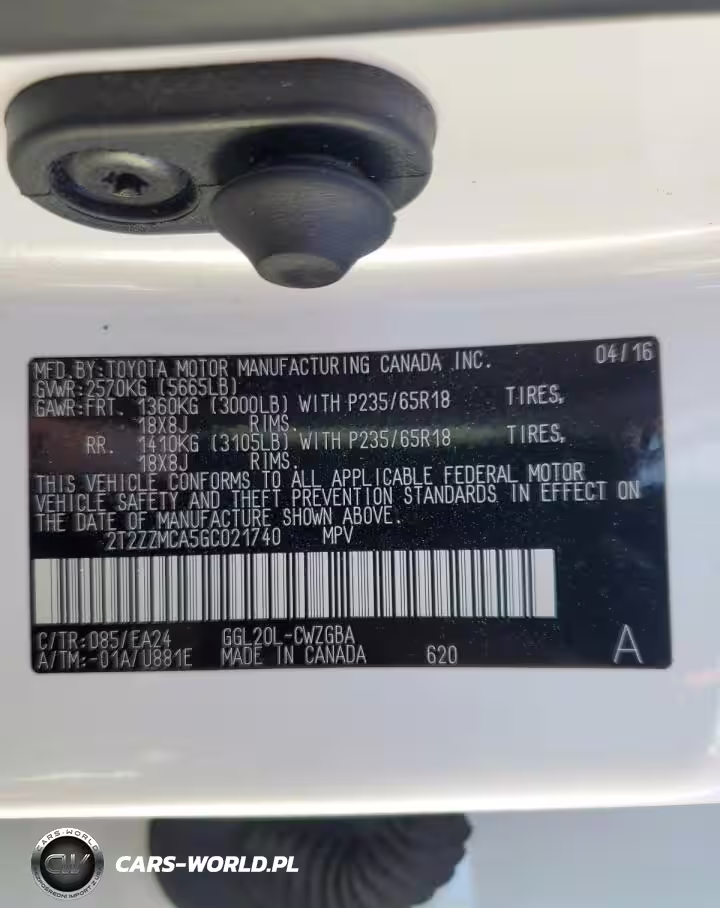 MFD.BY:TOYOTA MOTOR MANUFACTURING CANADA INC. 04/16
GVWR:2570KG (5665LB)
GAWR:FRT. 1360KG (3000LB) WITH P235/65R18 TIRES,
18X8J RIMS.
RR. 1410KG (3105LB) WITH P235/65R18 TIRES,
18X8J RIMS.
THIS VEHICLE CONFORMS TO ALL APPLICABLE FEDERAL MOTOR
VEHICLE SAFETY AND THEFT PREVENTION STANDARDS IN EFFECT ON
THE DATE OF MANUFACTURE SHOWN ABOVE.
2T2ZZMCA5GC021740 MPV
C/TR:085/EA24 GGL20L-CWZGBA
A/TM:-01A/U881E MADE IN CANADA 620 A
CARS-WORLD
CW
CARS-WORLD.PL